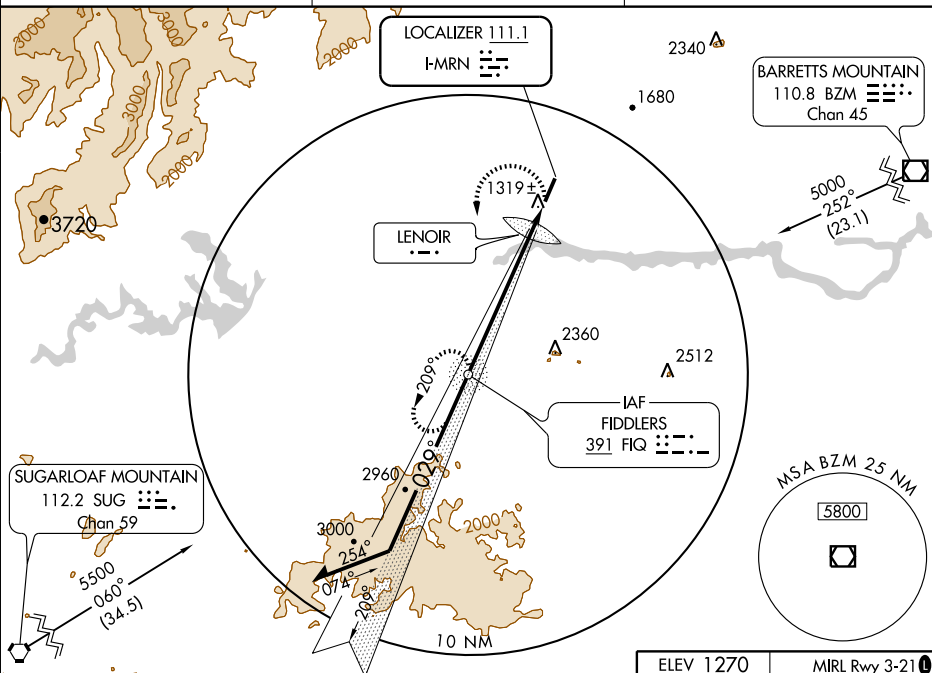 3000
3000
2000
2000
3720
LOCALIZER 111.1
I-MRN
2340
1680
BARRETTS MOUNTAIN
110.8 BZM
Chan 45
5000
252°
(23.1)
1319 ±
LENOIR
2360
2512
209°
IAF
FIDDLERS
391 FIQ
029°
2960
3000
254°
074°
209°
2000
10 NM
SUGARLOAF MOUNTAIN
112.2 SUG
Chan 59
5500
060°
(34.5)
MSA BZM 25 NM
5800
ELEV 1270
MIRL Rwy 3-21 L